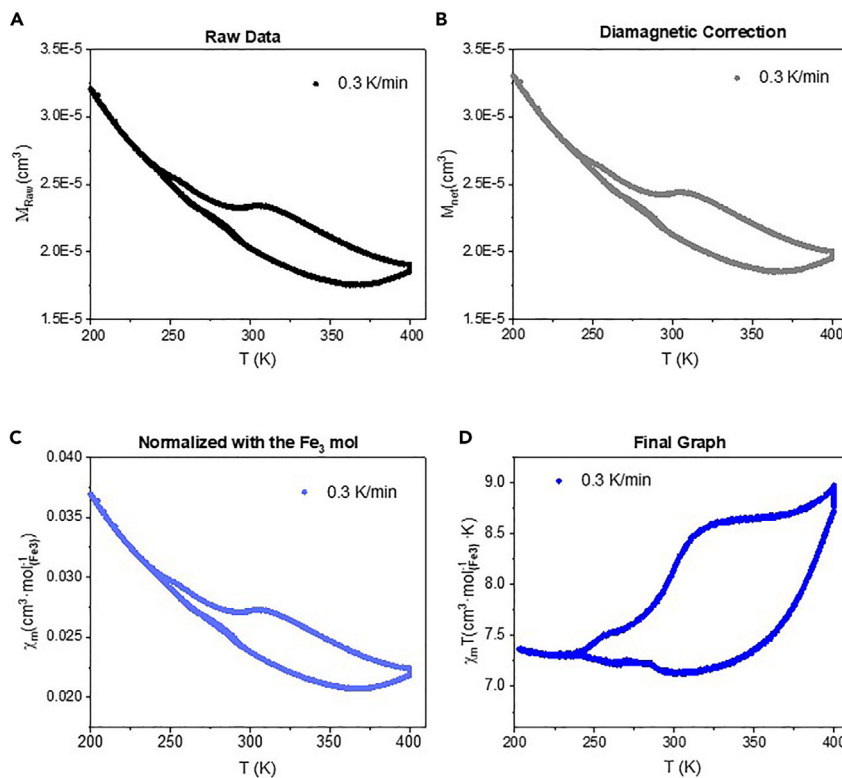 A
Raw Data
0.3 K/min
3.5E-5
3.0E-5
2.5E-5
2.0E-5
1.5E-5
M_Raw (cm³)
200 250 300 350 400
T (K)
B
Diamagnetic Correction
0.3 K/min
3.5E-5
3.0E-5
2.5E-5
2.0E-5
1.5E-5
M_net (cm³)
200 250 300 350 400
T (K)
C
Normalized with the Fe₃ mol
0.3 K/min
0.040
0.035
0.030
0.025
0.020
χ_m (cm³·mol⁻¹_(Fe3))
200 250 300 350 400
T (K)
D
Final Graph
0.3 K/min
9.0
8.5
8.0
7.5
7.0
χ_m T (cm³·mol⁻¹_(Fe3)·K)
200 250 300 350 400
T (K)